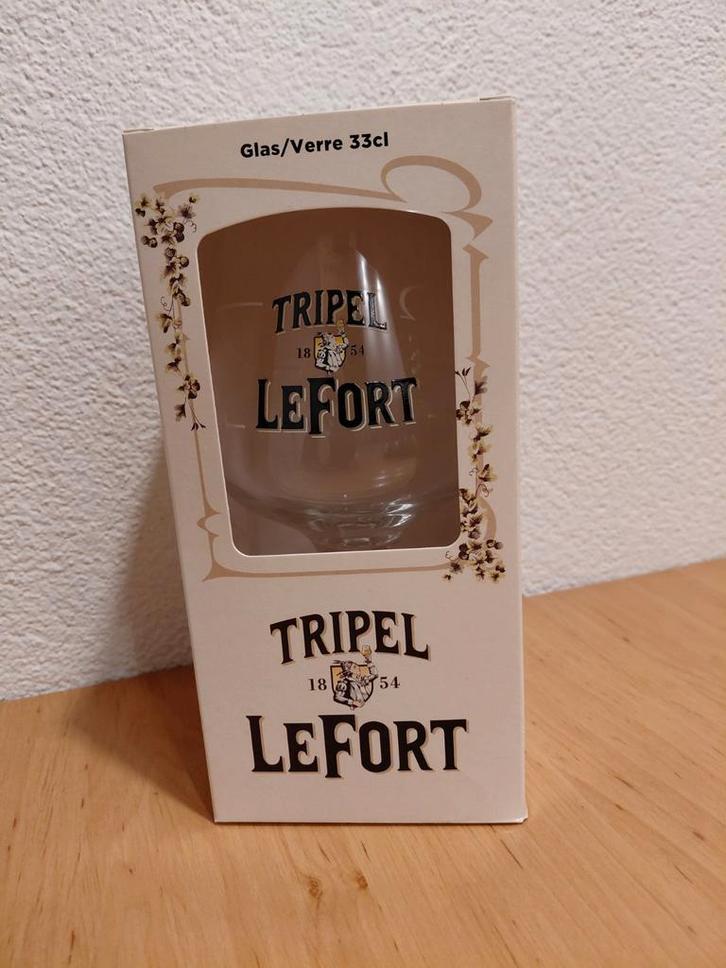 Glas/Verre 33cl
TRIPEL
18 54
LEFORT
TRIPEL
18 54
LEFORT